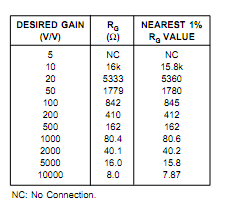 DESIRED GAIN (V/V) RG (Ω) NEAREST 1% RG VALUE
5 NC NC
10 16k 15.8k
20 5333 5360
50 1779 1780
100 842 845
200 410 412
500 162 162
1000 80.4 80.6
2000 40.1 40.2
5000 16.0 15.8
10000 8.0 7.87
NC: No Connection.